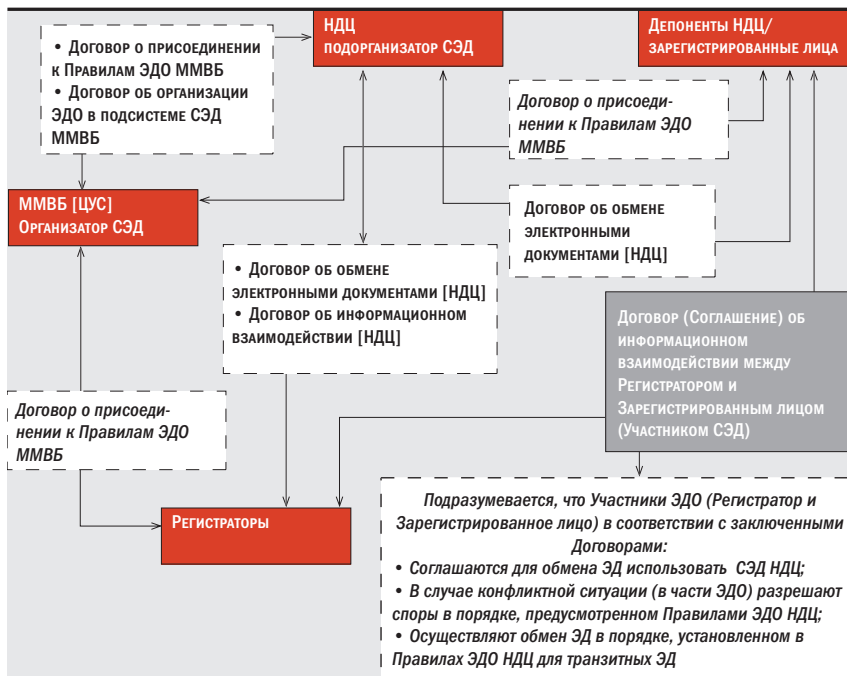 • Договор о присоединении
к Правилам ЭДО ММВБ
• Договор об организации
ЭДО в подсистеме СЭД
ММВБ
НДЦ
подорганизатор СЭД
Депоненты НДЦ/
зарегистрированные лица
Договор о присоеди-
нении к Правилам ЭДО
ММВБ
ММВБ [ЦУС]
Организатор СЭД
Договор об обмене
электронными
документами [НДЦ]
• Договор об обмене
электронными документами [НДЦ]
• Договор об информационном
взаимодействии [НДЦ]
Договор (Соглашение) об
информационном
взаимодействии между
Регистратором и
Зарегистрированным лицом
(Участником СЭД)
Договор о присоеди-
нении к Правилам ЭДО
ММВБ
Регистраторы
Подразумевается, что Участники ЭДО (Регистратор и
Зарегистрированное лицо) в соответствии с заключенными
Договорами:
• Соглашаются для обмена ЭД использовать СЭД НДЦ;
• В случае конфликтной ситуации (в части ЭДО) разрешают
споры в порядке, предусмотренном Правилами ЭДО НДЦ;
• Осуществляют обмен ЭД в порядке, установленном в
Правилах ЭДО НДЦ для транзитных ЭД